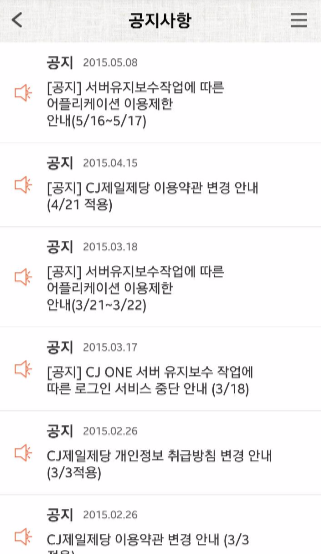 공지사항
공지 2015.05.08
[공지] 서버유지보수작업에 따른
어플리케이션 이용제한
안내(5/16~5/17)
공지 2015.04.15
[공지] CJ제일제당 이용약관 변경 안내
(4/21 적용)
공지 2015.03.18
[공지] 서버유지보수작업에 따른
어플리케이션 이용제한
안내(3/21~3/22)
공지 2015.03.17
[공지] CJ ONE 서버 유지보수 작업에
따른 로그인 서비스 중단 안내 (3/18)
공지 2015.02.26
CJ제일제당 개인정보 취급방침 변경 안내
(3/3적용)
공지 2015.02.26
CJ제일제당 이용약관 변경 안내 (3/3